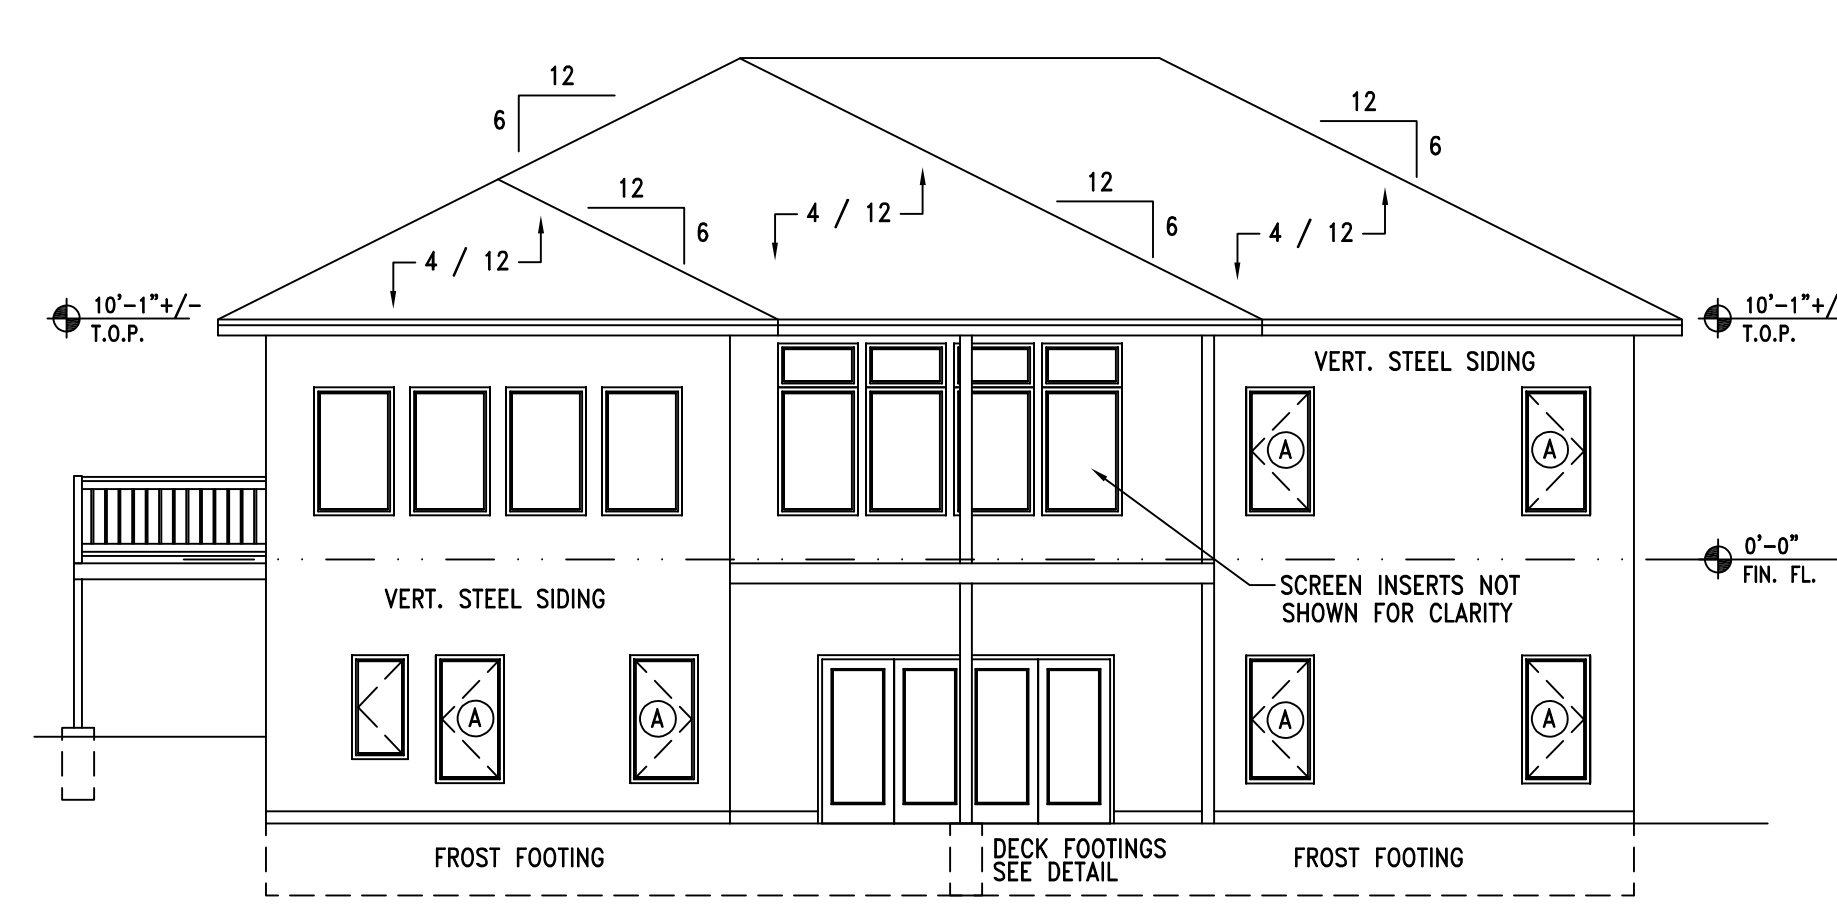 12
6
12
6
12
6
12
6
4 / 12
4 / 12
4 / 12
10'-1"+/-
T.O.P.
10'-1"+/
T.O.P.
VERT. STEEL SIDING
A
A
0'-0"
FIN. FL.
VERT. STEEL SIDING
SCREEN INSERTS NOT
SHOWN FOR CLARITY
A
A
A
A
FROST FOOTING
DECK FOOTINGS
SEE DETAIL
FROST FOOTING